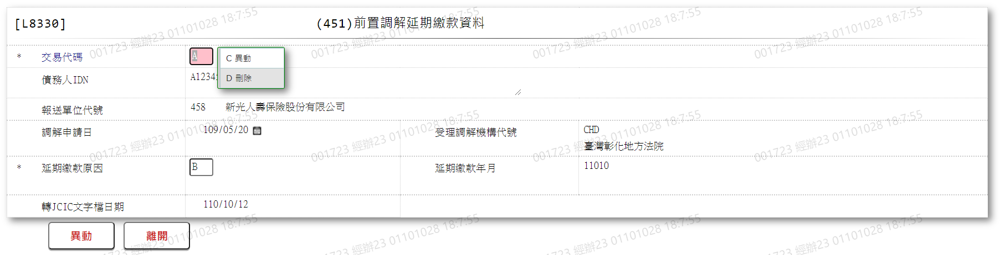 [L8330] (451)前置調解延期繳款資料
* 交易代碼 A
C 異動
D 刪除
債務人IDN A1234
報送單位代號 458 新光人壽保險股份有限公司
調解申請日 109/05/20 受理調解機構代號 CHD
臺灣彰化地方法院
* 延期繳款原因 B 延期繳款年月 11010
轉JCIC文字檔日期 110/10/12
異動 離開
001723 經辦23 01101028 18:7:55